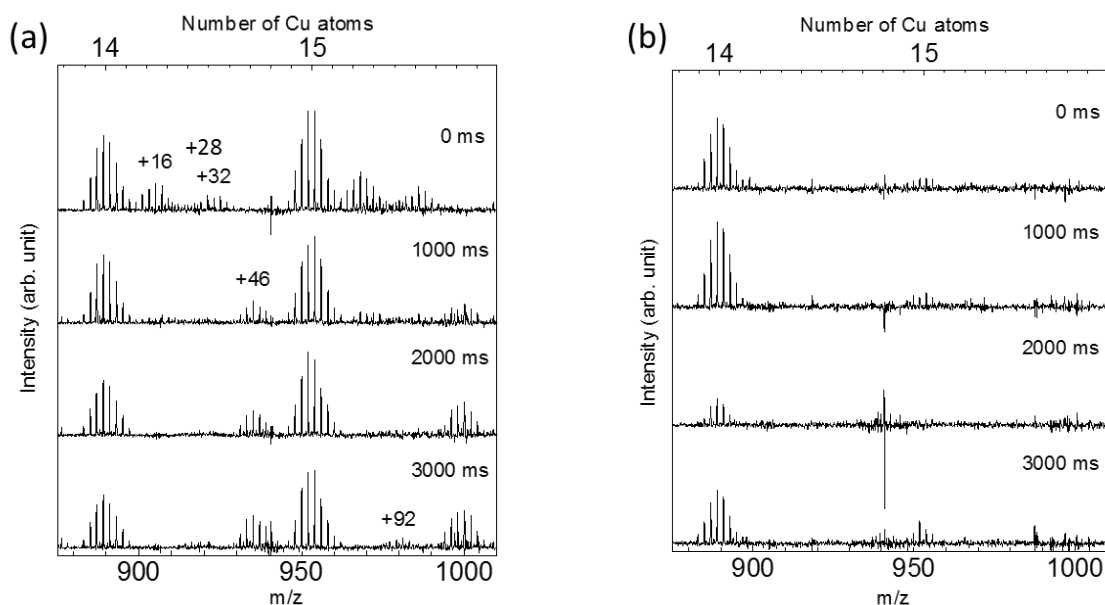 (a)
Number of Cu atoms
14 15
0 ms
+28
+16
+32
1000 ms
+46
2000 ms
3000 ms
+92
Intensity (arb. unit)
900 950 1000
m/z
(b)
Number of Cu atoms
14 15
0 ms
1000 ms
2000 ms
3000 ms
Intensity (arb. unit)
900 950 1000
m/z